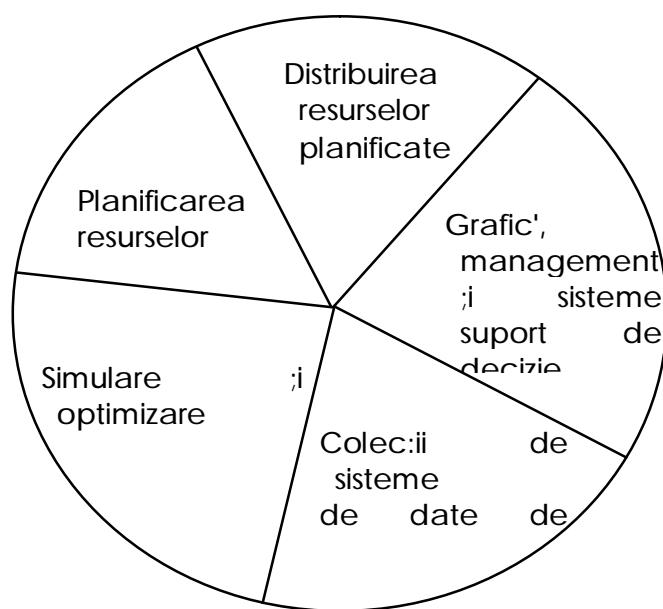 Distribuirea
resurselor
planificate
Planificarea
resurselor
Grafic',
management
;i sisteme
suport de
decizie
Simulare ;i
optimizare
Colec:ii de
sisteme
de date de